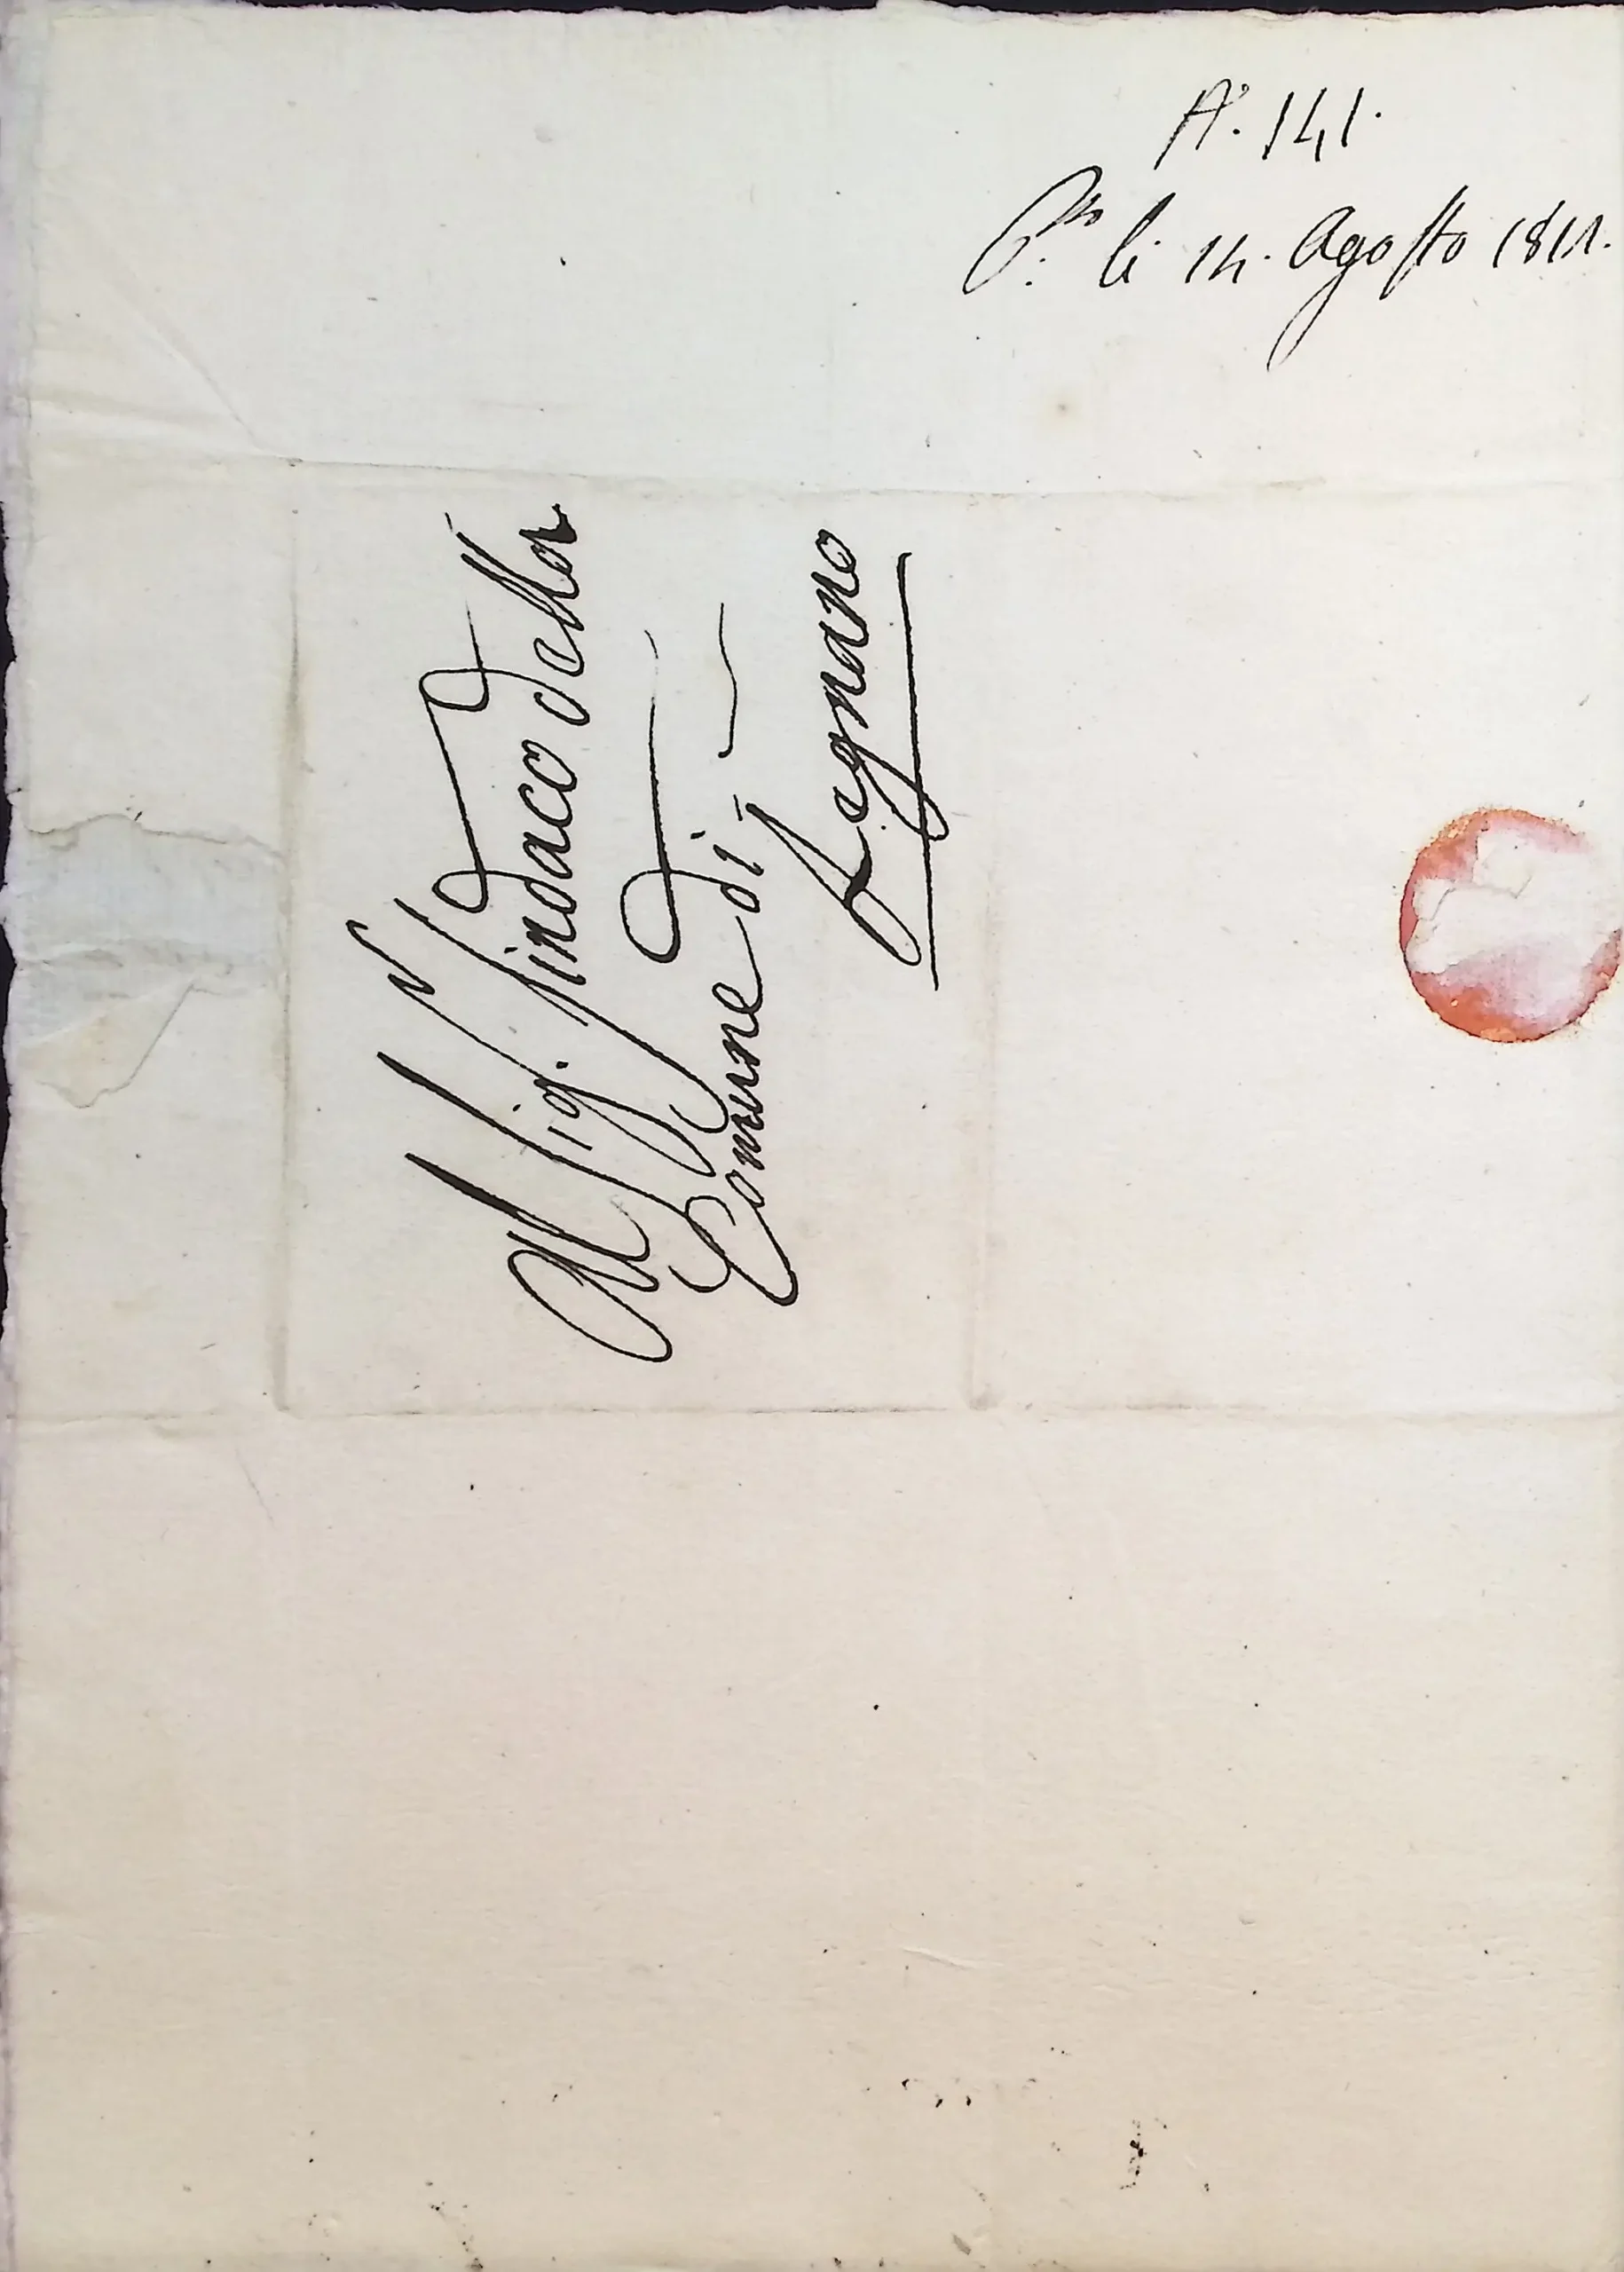 N.° 141.
li 14. Agosto 1811.
Al Sig. Sindaco della
Comune di
Legnano